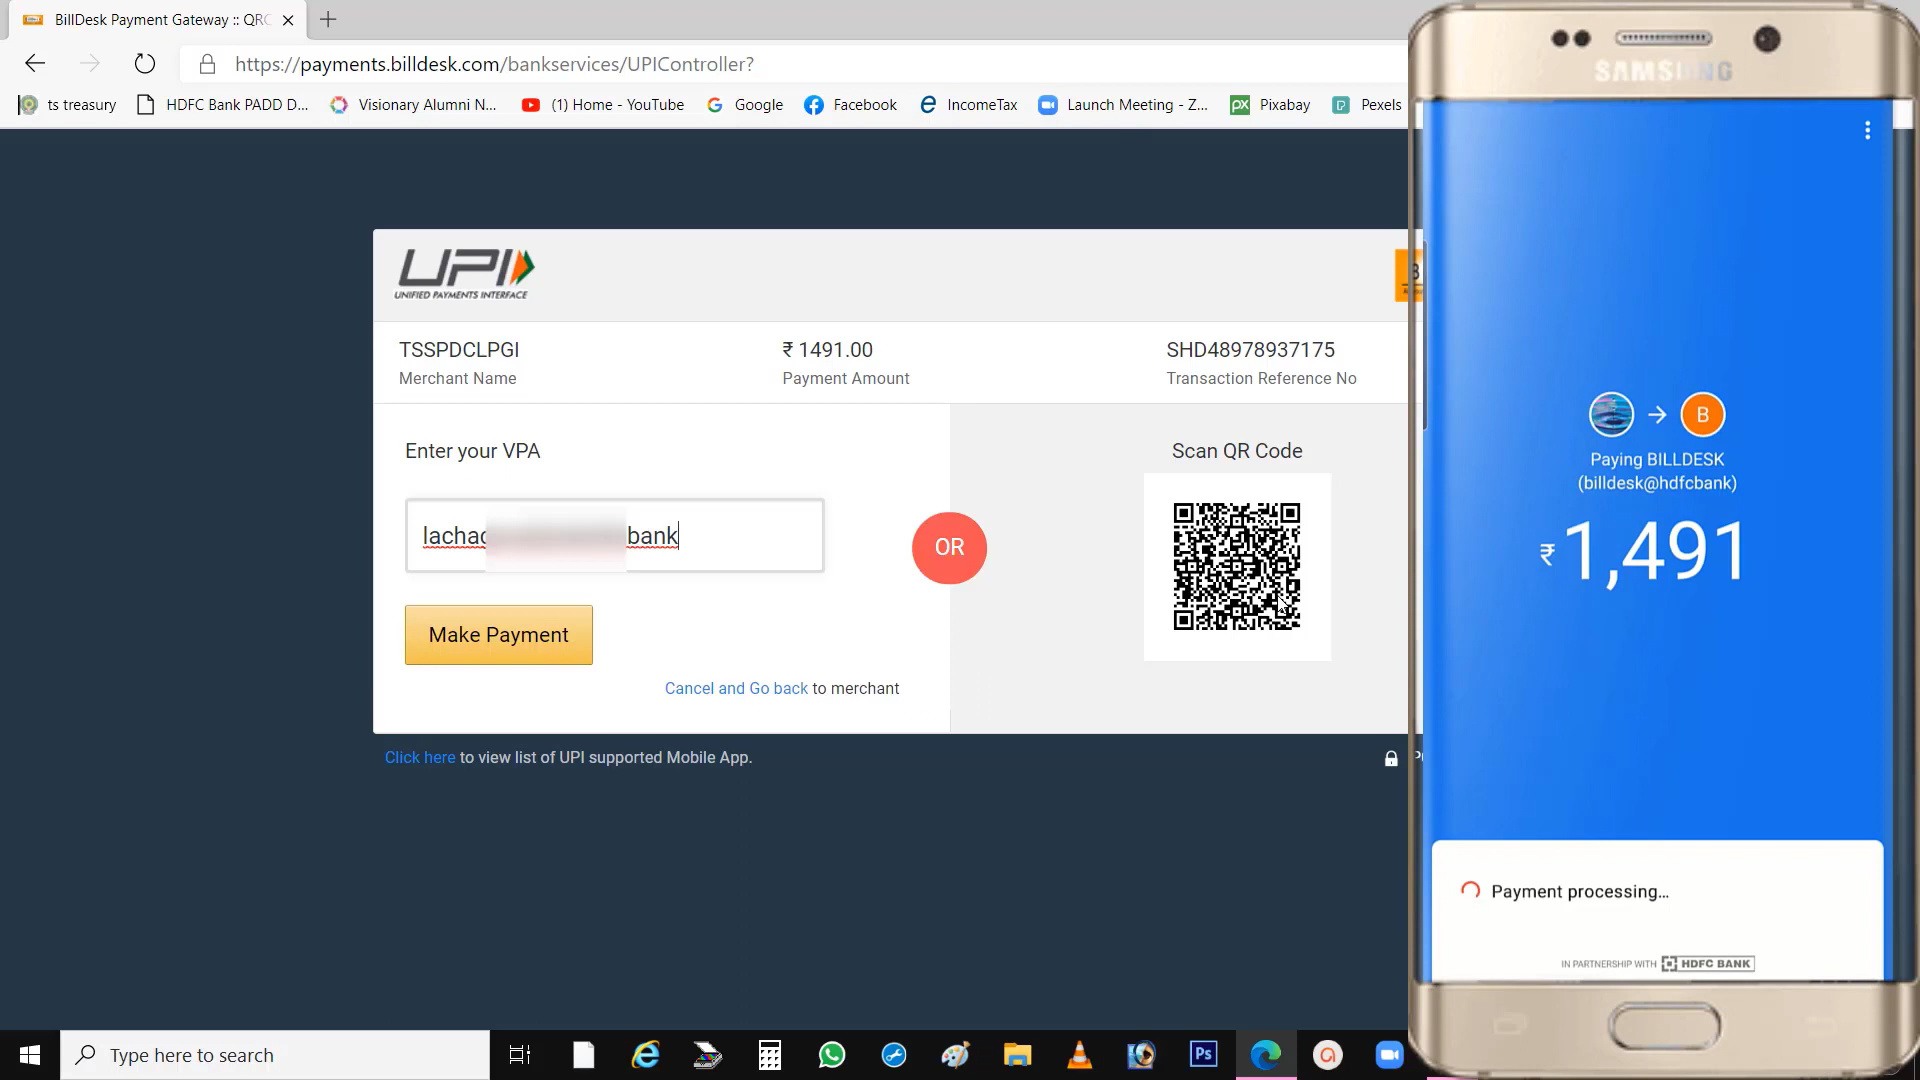 BillDesk Payment Gateway :: QRC
https://payments.billdesk.com/bankservices/UPIController?
ts treasury
HDFC Bank PADD D...
Visionary Alumni N...
(1) Home - YouTube
Google
Facebook
IncomeTax
Launch Meeting - Z...
px
Pixabay
Pexels
UPI
UNIFIED PAYMENTS INTERFACE
TSSPDCLPGI
Merchant Name
₹ 1491.00
Payment Amount
SHD48978937175
Transaction Reference No
Enter your VPA
bank
Make Payment
Cancel and Go back to merchant
OR
Scan QR Code
Click here to view list of UPI supported Mobile App.
SAMSUNG
B
Paying BILLDESK
(billdesk@hdfcbank)
₹1,491
Payment processing...
IN PARTNERSHIP WITH HDFC BANK
Type here to search
Ps